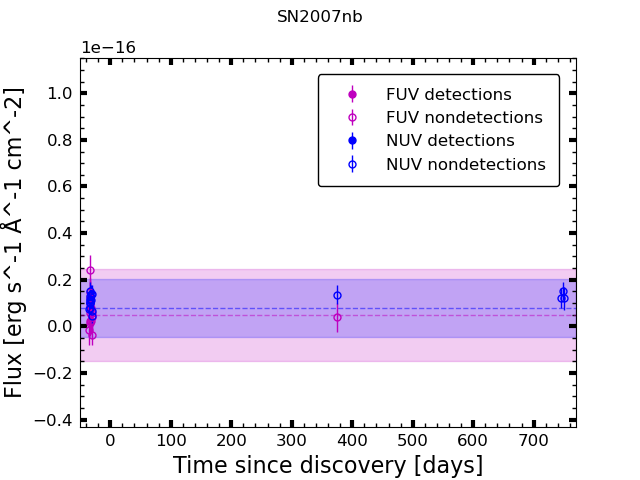 SN2007nb
1e−16
1.0
0.8
0.6
0.4
0.2
0.0
−0.2
−0.4
Flux [erg s^-1 Å^-1 cm^-2]
FUV detections
FUV nondetections
NUV detections
NUV nondetections
0 100 200 300 400 500 600 700
Time since discovery [days]